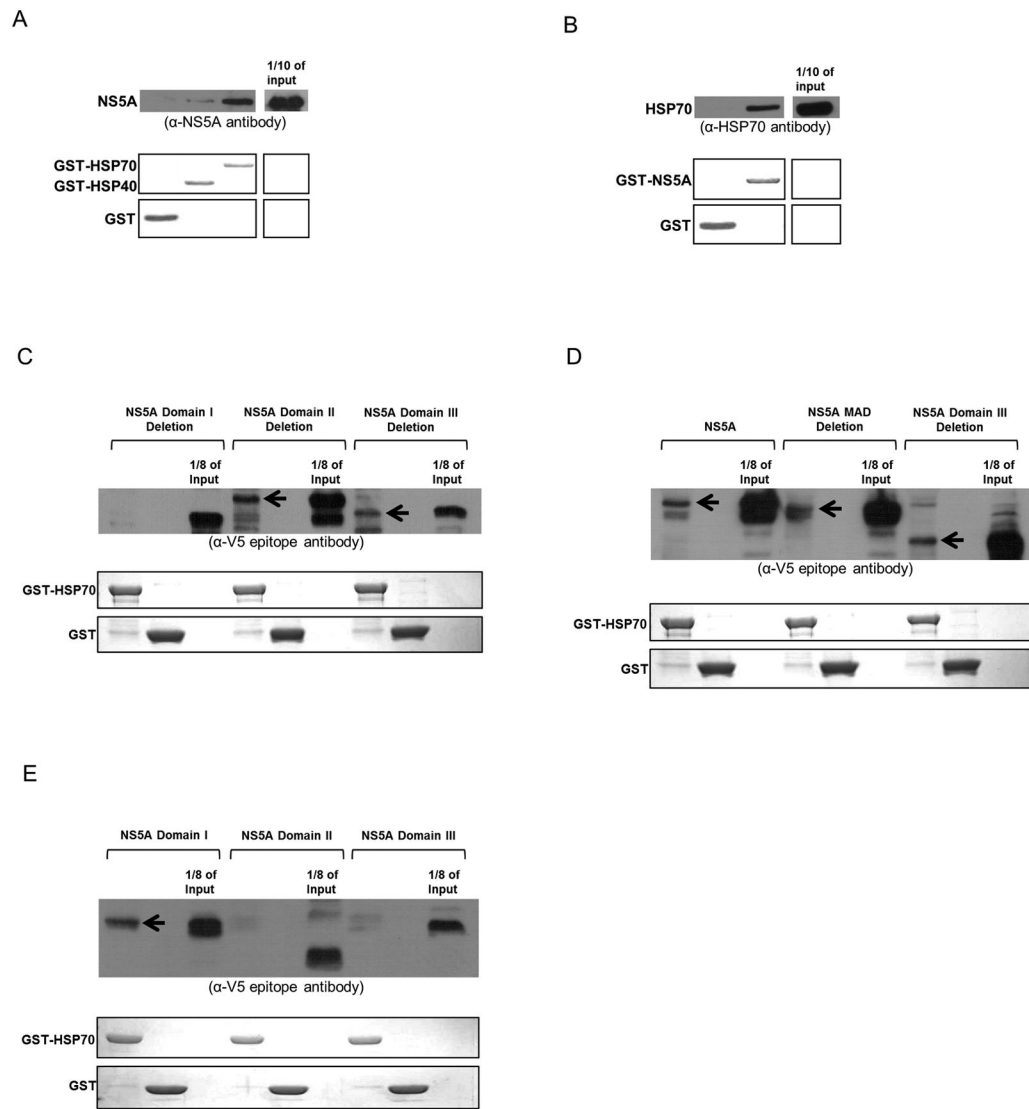 A
1/10 of
input
NS5A
(α-NS5A antibody)
GST-HSP70
GST-HSP40
GST
B
1/10 of
input
HSP70
(α-HSP70 antibody)
GST-NS5A
GST
C
NS5A Domain I
Deletion
NS5A Domain II
Deletion
NS5A Domain III
Deletion
1/8 of
Input
1/8 of
Input
1/8 of
Input
(α-V5 epitope antibody)
GST-HSP70
GST
D
NS5A
NS5A MAD
Deletion
NS5A Domain III
Deletion
1/8 of
Input
1/8 of
Input
1/8 of
Input
(α-V5 epitope antibody)
GST-HSP70
GST
E
NS5A Domain I
NS5A Domain II
NS5A Domain III
1/8 of
Input
1/8 of
Input
1/8 of
Input
(α-V5 epitope antibody)
GST-HSP70
GST